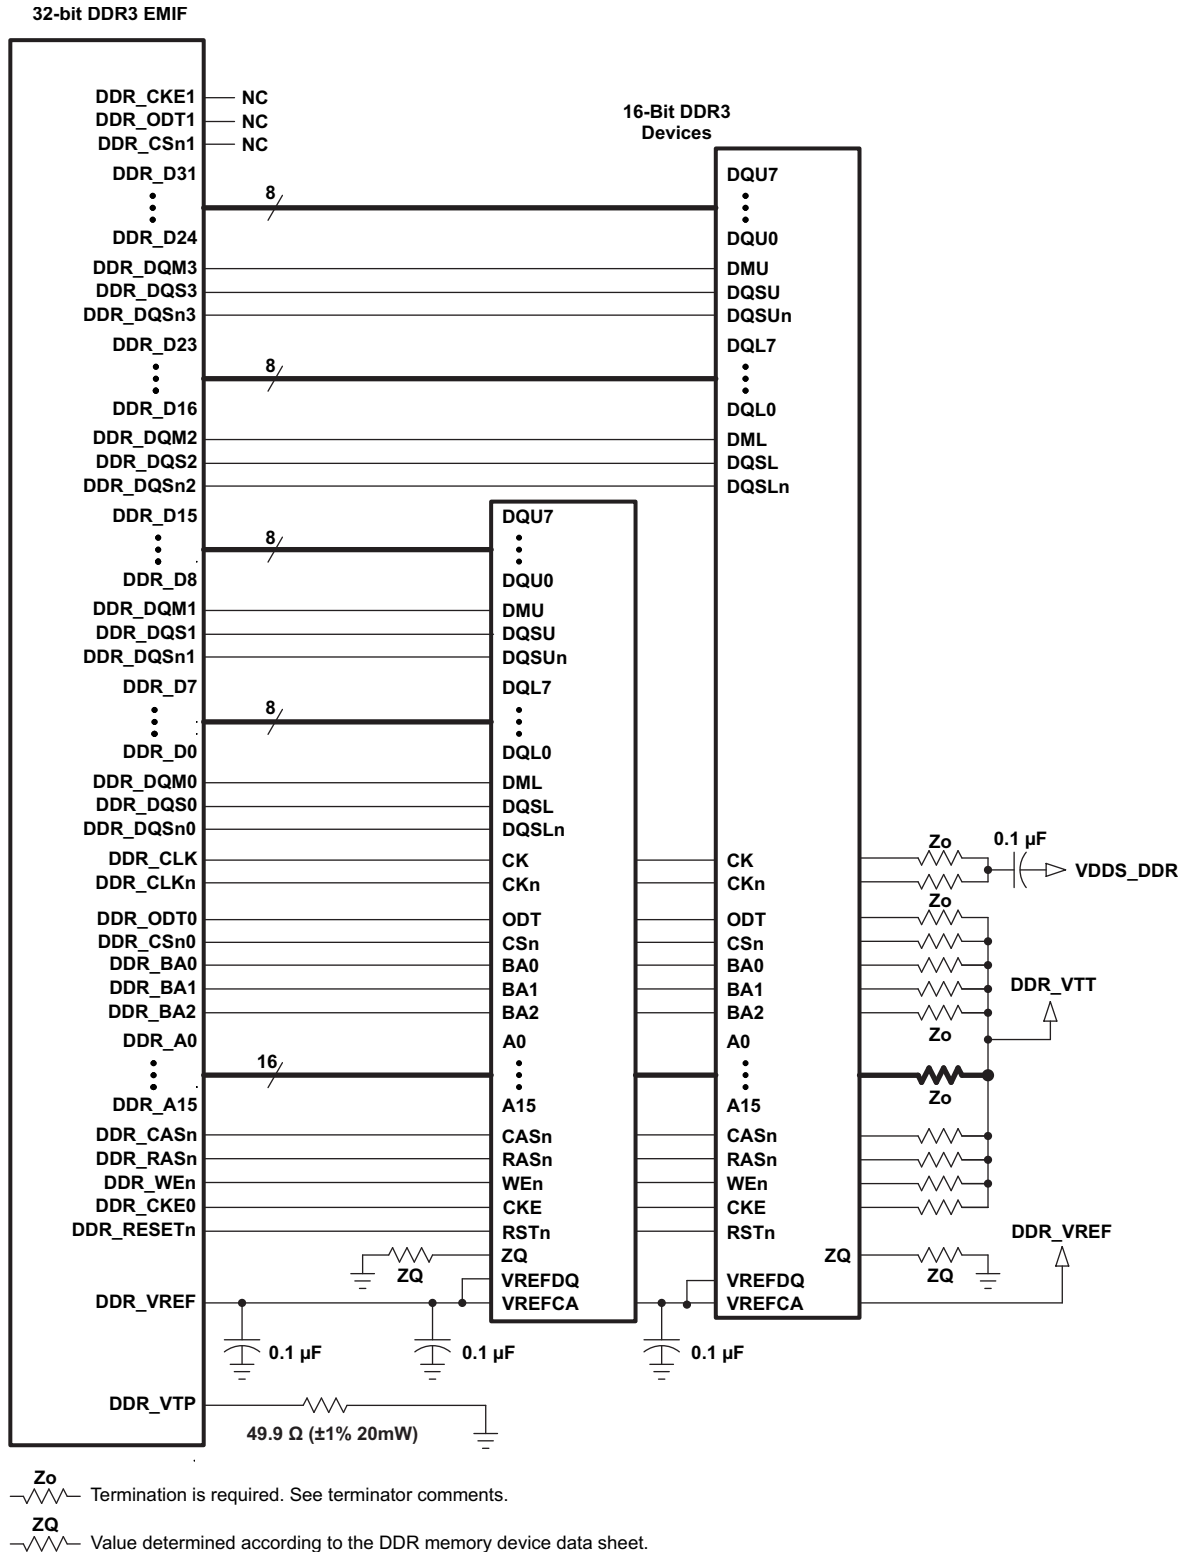 32-bit DDR3 EMIF
DDR_CKE1 NC
DDR_ODT1 NC
DDR_CSn1 NC
16-Bit DDR3
Devices
DDR_D31 DQU7
8
DDR_D24 DQU0
DDR_DQM3 DMU
DDR_DQS3 DQSU
DDR_DQSn3 DQSUn
DDR_D23 DQL7
8
DDR_D16 DQL0
DDR_DQM2 DML
DDR_DQS2 DQSL
DDR_DQSn2 DQSLn
DDR_D15 DQU7
8
DDR_D8 DQU0
DDR_DQM1 DMU
DDR_DQS1 DQSU
DDR_DQSn1 DQSUn
DDR_D7 DQL7
8
DDR_D0 DQL0
DDR_DQM0 DML
DDR_DQS0 DQSL
DDR_DQSn0 DQSLn
Zo 0.1 µF
DDR_CLK CK CK
VDDS_DDR
DDR_CLKn CKn CKn
Zo
DDR_ODT0 ODT ODT
DDR_CSn0 CSn CSn
DDR_BA0 BA0 BA0
DDR_BA1 BA1 BA1 DDR_VTT
DDR_BA2 BA2 BA2
Zo
DDR_A0 A0 A0
16
Zo
DDR_A15 A15 A15
DDR_CASn CASn CASn
DDR_RASn RASn RASn
DDR_WEn WEn WEn
DDR_CKE0 CKE CKE
DDR_RESETn RSTn RSTn DDR_VREF
ZQ ZQ
ZQ ZQ
VREFDQ VREFDQ
DDR_VREF VREFCA VREFCA
0.1 µF 0.1 µF 0.1 µF
DDR_VTP
49.9 Ω (±1% 20mW)
Zo
Termination is required. See terminator comments.
ZQ
Value determined according to the DDR memory device data sheet.